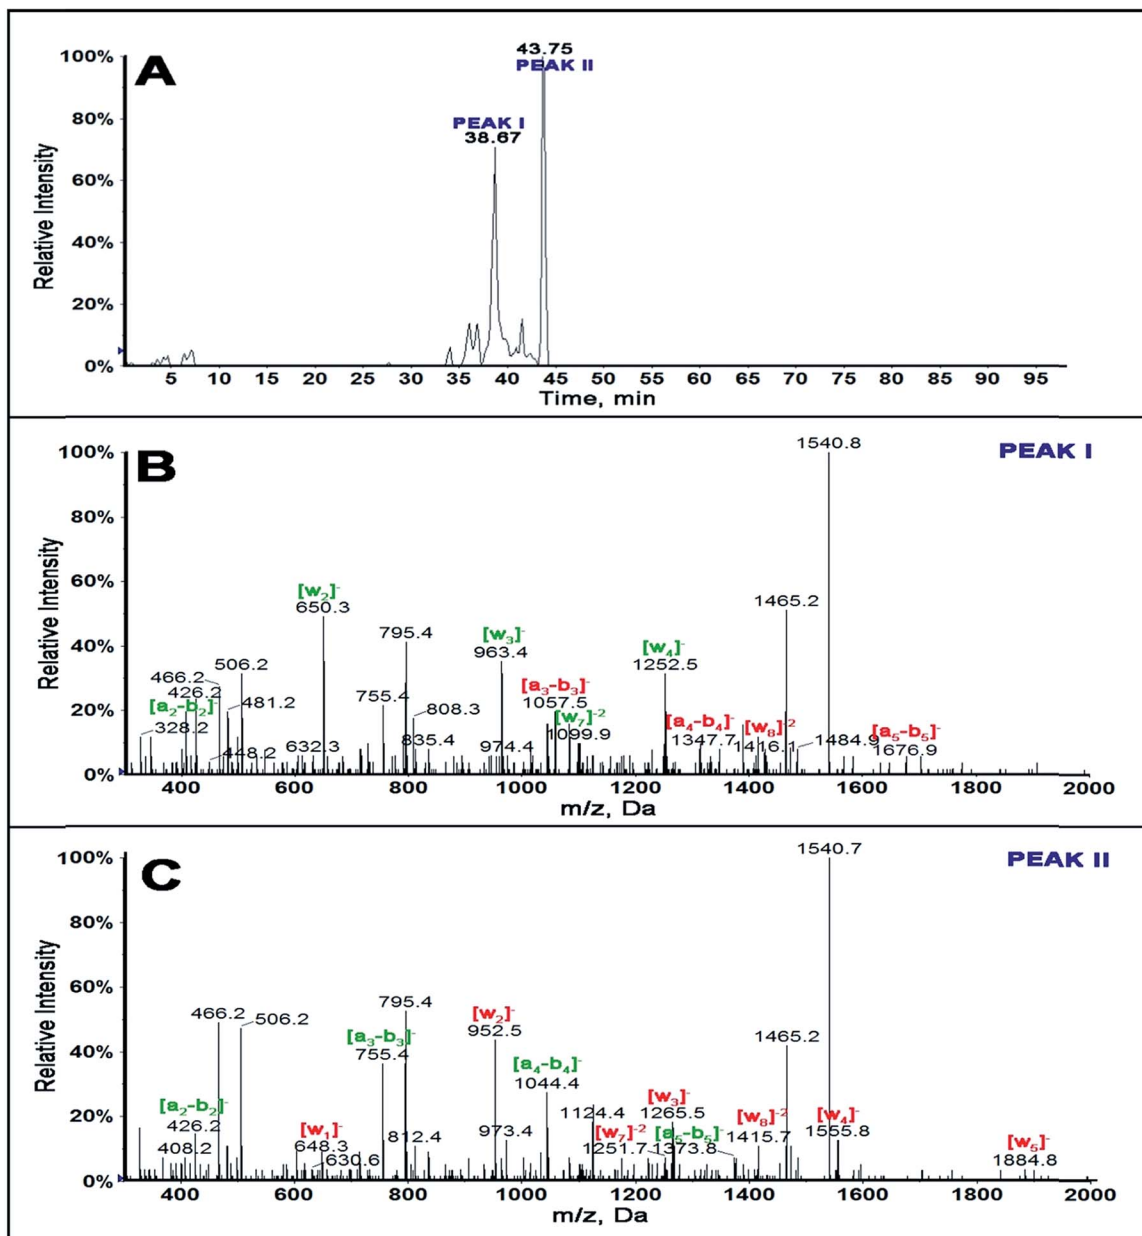 A
43.75
PEAK II
PEAK I
38.67
100%
80%
60%
40%
20%
0%
Relative Intensity
5 10 15 20 25 30 35 40 45 50 55 60 65 70 75 80 85 90 95
Time, min
B
PEAK I
1540.8
100%
80%
60%
40%
20%
0%
Relative Intensity
[w2]-
650.3
1465.2
795.4
[w3]-
963.4
[w4]-
1252.5
466.2
506.2
426.2
481.2
[a2-b2]-
328.2
448.2
632.3
755.4
808.3
835.4
974.4
[a3-b3]-
1057.5
[w7]-2
1099.9
[a4-b4]-
1347.7
[w8]-2
1416.1
1484.9
[a5-b5]-
1676.9
400 600 800 1000 1200 1400 1600 1800 2000
m/z, Da
C
PEAK II
1540.7
100%
80%
60%
40%
20%
0%
Relative Intensity
466.2
506.2
795.4
[w2]-
952.5
1465.2
[a3-b3]-
755.4
[a4-b4]-
1044.4
[a2-b2]-
426.2
408.2
[w1]-
648.3
630.6
812.4
973.4
1124.4
[w3]-
1265.5
[w7]-2
1251.7
[a5-b5]-
1373.8
[w8]-2
1415.7
[w4]-
1555.8
[w5]-
1884.8
400 600 800 1000 1200 1400 1600 1800 2000
m/z, Da